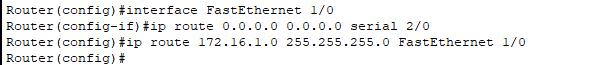 Router(config)#interface FastEthernet 1/0
Router(config-if)#ip route 0.0.0.0 0.0.0.0 serial 2/0
Router(config)#ip route 172.16.1.0 255.255.255.0 FastEthernet 1/0
Router(config)#